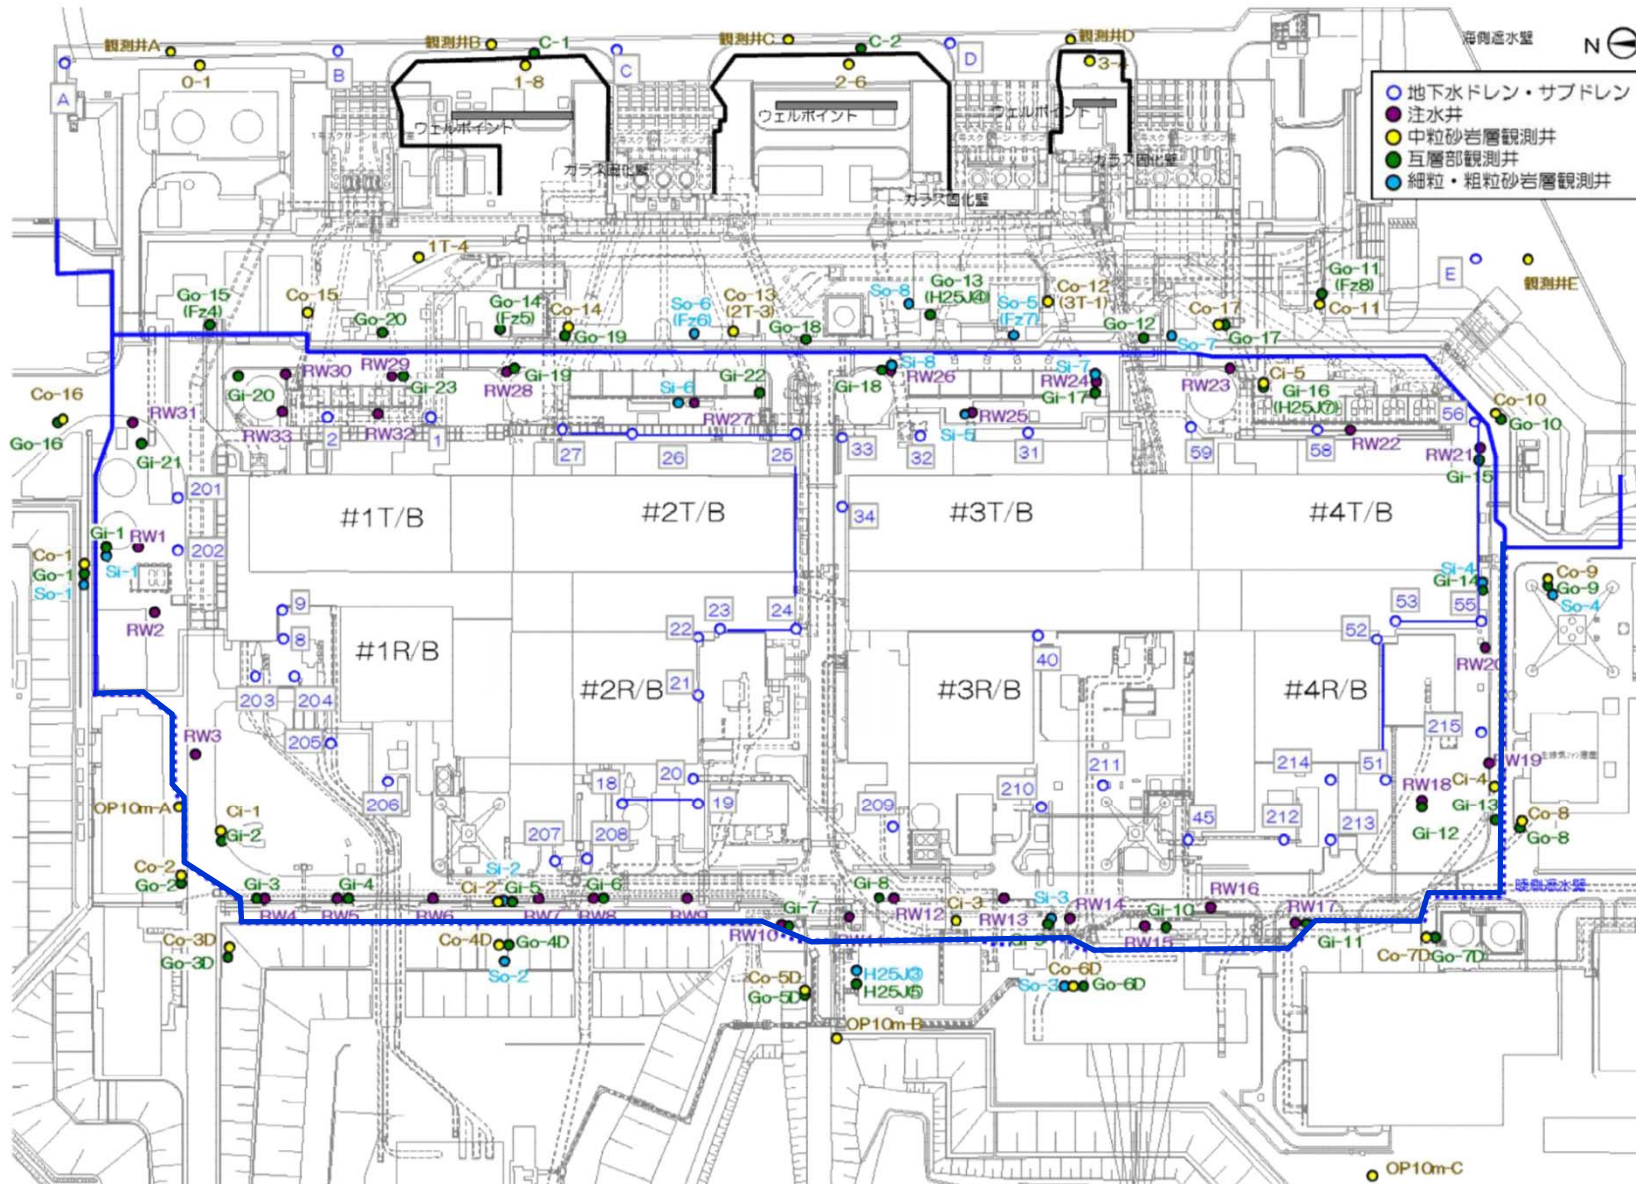 海側遮水壁
N
地下水ドレン・サブドレン
注水井
中粒砂岩層観測井
互層部観測井
細粒・粗粒砂岩層観測井
観測井A
0-1
A
B
観測井B
C-1
1-8
C
観測井C
C-2
2-6
D
観測井D
ウェルポイント
ウェルポイント
ウェルポイント
ガラス固化壁
ガラス固化壁
ガラス固化壁
1T-4
E
観測井E
Go-15
(Fz4)
Co-15
Go-20
Go-14
(Fz5)
Co-14
Go-19
So-6
(Fz6)
Co-13
(2T-3)
Go-18
So-8
Go-13
(H25J④)
So-5
(Fz7)
Co-12
(3T-1)
Go-12
So-7
Co-17
Go-17
Go-11
(Fz8)
Co-11
Co-16
Go-16
RW31
Gi-21
Gi-20
RW30
RW33
RW29
Gi-23
RW32
2
1
RW28
Gi-19
Si-6
RW27
Gi-22
Gi-18
Si-8
RW26
Si-5
RW25
Si-7
RW24
Gi-17
RW23
Ci-5
Gi-16
(H25J⑦)
RW22
56
Co-10
Go-10
RW21
Gi-15
27
26
25
33
32
31
59
58
34
201
202
#1T/B
#2T/B
#3T/B
#4T/B
Gi-1
RW1
Si-1
Co-1
Go-1
So-1
RW2
9
8
203
204
205
206
#1R/B
#2R/B
#3R/B
#4R/B
22
23
24
21
20
18
19
207
208
40
209
210
211
45
212
213
214
51
52
53
55
215
Si-4
Gi-14
RW20
Co-9
Go-9
So-4
RW3
OP10m-A
Ci-1
Gi-2
Co-2
Go-2
RW18
Gi-12
RW19
Ci-4
Gi-13
Co-8
Go-8
陸側遮水壁
Gi-3
RW4
RW5
Gi-4
RW6
Si-2
Ci-2
Gi-5
RW7
RW8
Gi-6
RW9
RW10
Gi-7
Gi-8
RW12
Ci-3
RW13
Si-3
RW14
RW15
Gi-10
RW16
RW17
Gi-11
Co-3D
Go-3D
Co-4D
Go-4D
So-2
Co-5D
Go-5D
H25J③
H25J⑤
Co-6D
So-3
Go-6D
Co-7D
Go-7D
OP10m-B
OP10m-C